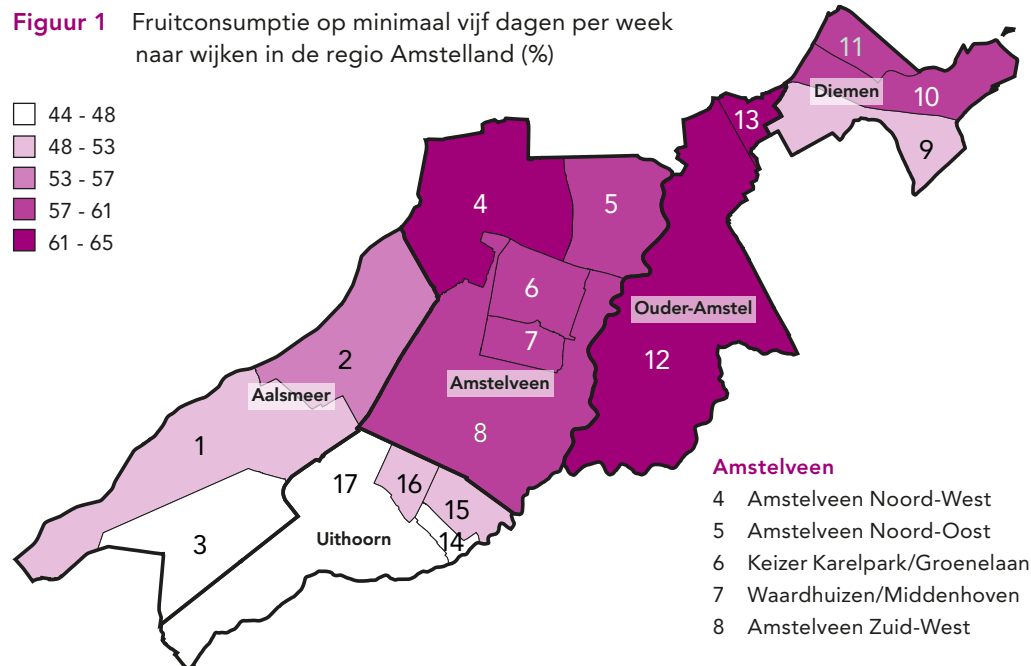 Figuur 1 Fruitconsumptie op minimaal vijf dagen per week
naar wijken in de regio Amstelland (%)
44 - 48
48 - 53
53 - 57
57 - 61
61 - 65
11
Diemen
10
13
9
4
5
6
Ouder-Amstel
7
2
12
Amstelveen
Aalsmeer
8
1
17
16
15
Uithoorn
14
3
Amstelveen
4 Amstelveen Noord-West
5 Amstelveen Noord-Oost
6 Keizer Karelpark/Groenelaan
7 Waardhuizen/Middenhoven
8 Amstelveen Zuid-West